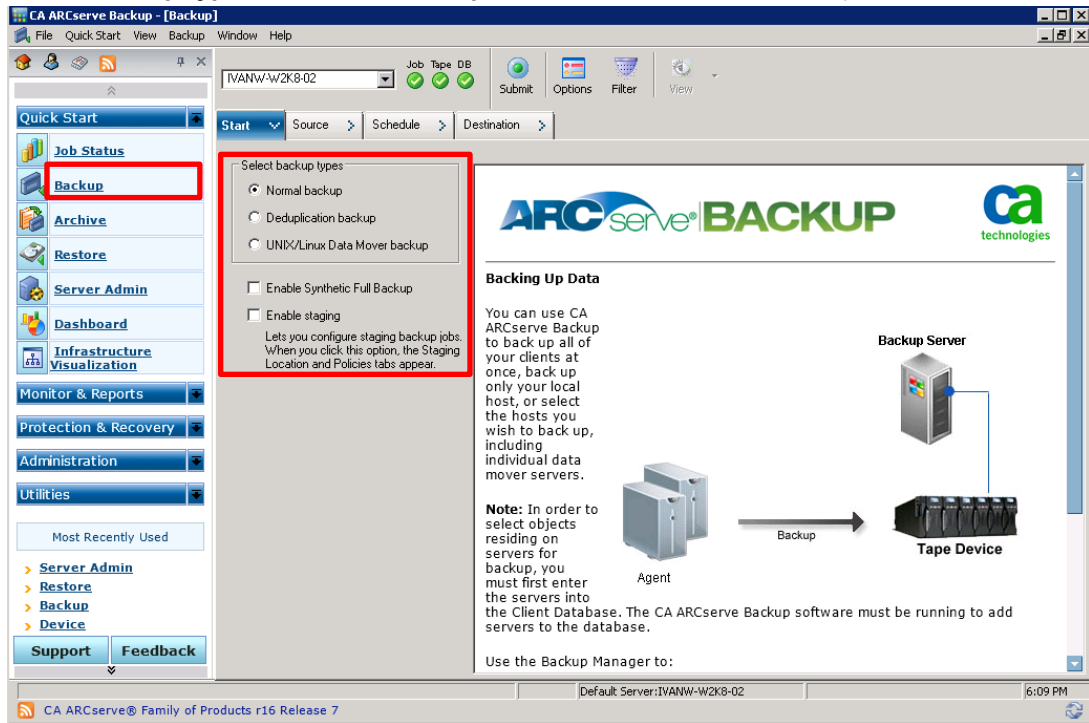 CA ARCserve Backup - [Backup]
File Quick Start View Backup Window Help
IVANW-W2K8-02
Job Tape DB
Submit Options Filter View
Quick Start
Job Status
Backup
Archive
Restore
Server Admin
Dashboard
Infrastructure
Visualization
Monitor & Reports
Protection & Recovery
Administration
Utilities
Most Recently Used
Server Admin
Restore
Backup
Device
Support Feedback
Start Source Schedule Destination
Select backup types
Normal backup
Deduplication backup
UNIX/Linux Data Mover backup
Enable Synthetic Full Backup
Enable staging
Lets you configure staging backup jobs.
When you click this option, the Staging
Location and Policies tabs appear.
ARCserve® BACKUP
ca
technologies
Backing Up Data
You can use CA
ARCserve Backup
to back up all of
your clients at
once, back up
only your local
host, or select
the hosts you
wish to back up,
including
individual data
mover servers.
Note: In order to
select objects
residing on
servers for
backup, you
must first enter
the servers into
the Client Database. The CA ARCserve Backup software must be running to add
servers to the database.
Use the Backup Manager to:
Backup Server
Agent
Backup
Tape Device
Default Server:IVANW-W2K8-02
6:09 PM
CA ARCserve® Family of Products r16 Release 7